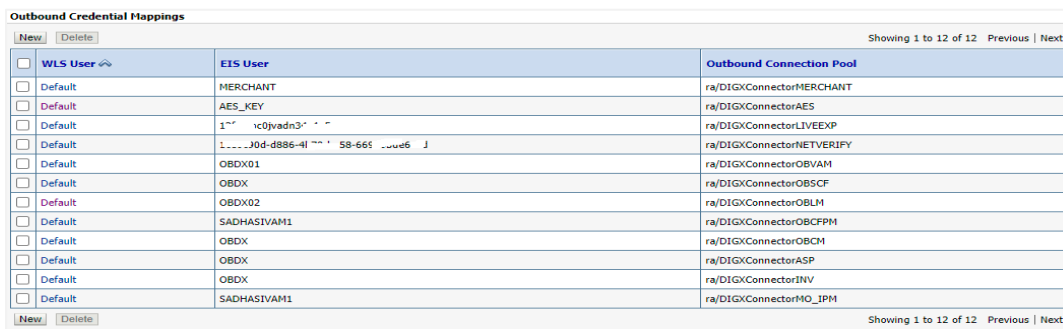 Outbound Credential Mappings
New Delete Showing 1 to 12 of 12 Previous | Next
WLS User EIS User Outbound Connection Pool
Default MERCHANT ra/DIGXConnectorMERCHANT
Default AES_KEY ra/DIGXConnectorAES
Default ra/DIGXConnectorLIVEEXP
Default ra/DIGXConnectorNETVERIFY
Default OBDX01 ra/DIGXConnectorOBVAM
Default OBDX ra/DIGXConnectorOBSCF
Default OBDX02 ra/DIGXConnectorOBLM
Default SADHASIVAM1 ra/DIGXConnectorOBCFPM
Default OBDX ra/DIGXConnectorOBCM
Default OBDX ra/DIGXConnectorASP
Default OBDX ra/DIGXConnectorINV
Default SADHASIVAM1 ra/DIGXConnectorMO_IPM
New Delete Showing 1 to 12 of 12 Previous | Next